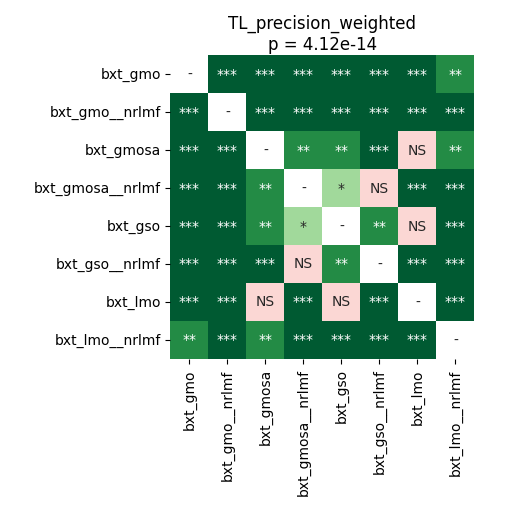 TL_precision_weighted
p = 4.12e-14
bxt_gmo - *** *** *** *** *** *** **
bxt_gmo__nrlmf *** - *** *** *** *** *** ***
bxt_gmosa *** *** - ** ** *** NS **
bxt_gmosa__nrlmf *** *** ** - * NS *** ***
bxt_gso *** *** ** * - ** NS ***
bxt_gso__nrlmf *** *** *** NS ** - *** ***
bxt_lmo *** *** NS *** NS *** - ***
bxt_lmo__nrlmf ** *** ** *** *** *** *** -
bxt_gmo
bxt_gmo__nrlmf
bxt_gmosa
bxt_gmosa__nrlmf
bxt_gso
bxt_gso__nrlmf
bxt_lmo
bxt_lmo__nrlmf